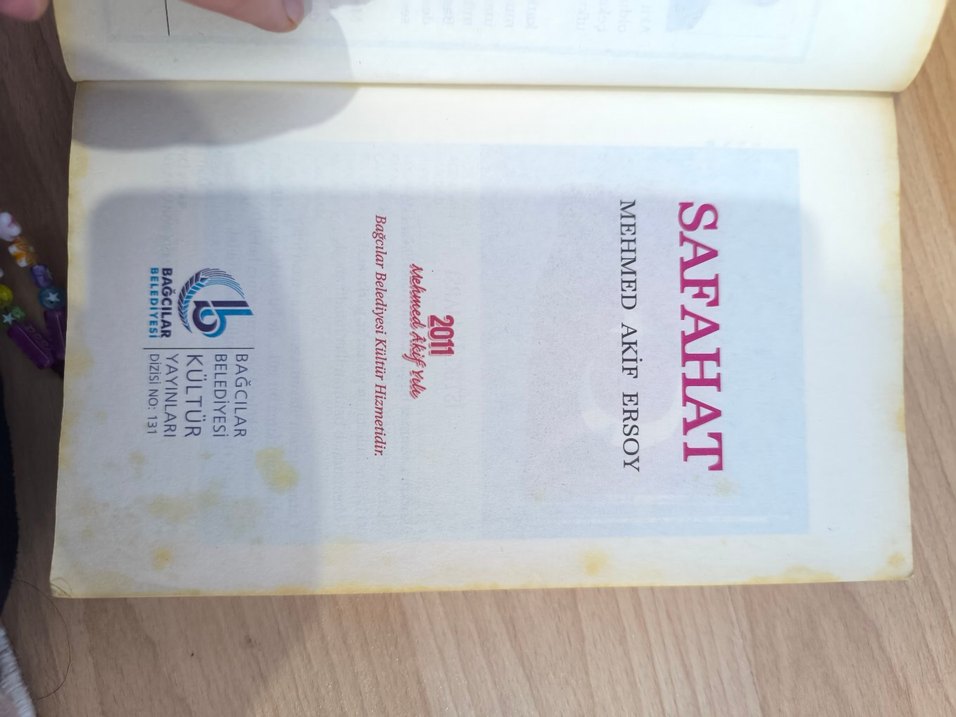 SAFAHAT
MEHMED AKİF ERSOY
2011
Mehmed Âkif Yılı
Bağcılar Belediyesi Kültür Hizmetidir.
BAĞCILAR
BELEDİYESİ
BAĞCILAR
BELEDİYESİ
KÜLTÜR
YAYINLARI
DİZİSİ NO: 131